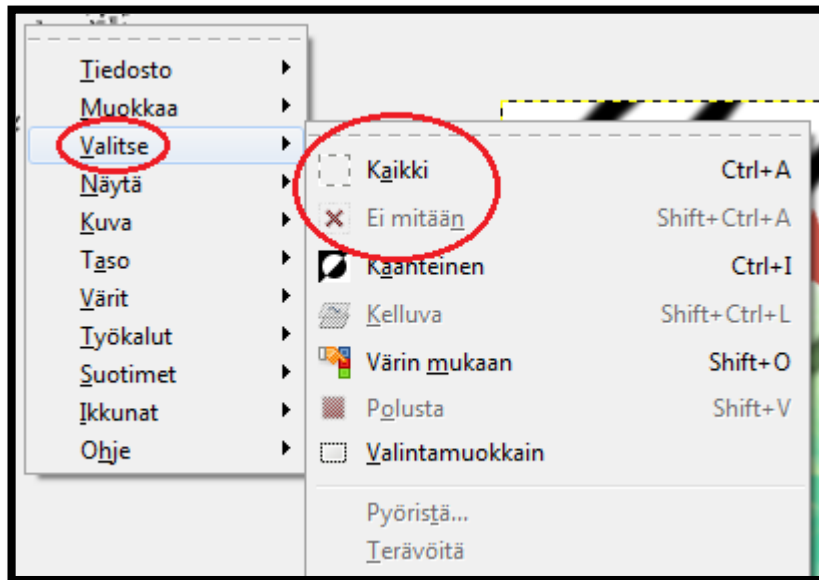 Tiedosto
Muokkaa
Valitse
Näytä
Kuva
Taso
Värit
Työkalut
Suotimet
Ikkunat
Ohje
Kaikki Ctrl+A
Ei mitään Shift+Ctrl+A
Käänteinen Ctrl+I
Kelluva Shift+Ctrl+L
Värin mukaan Shift+O
Polusta Shift+V
Valintamuokkain
Pyöristä...
Terävöitä